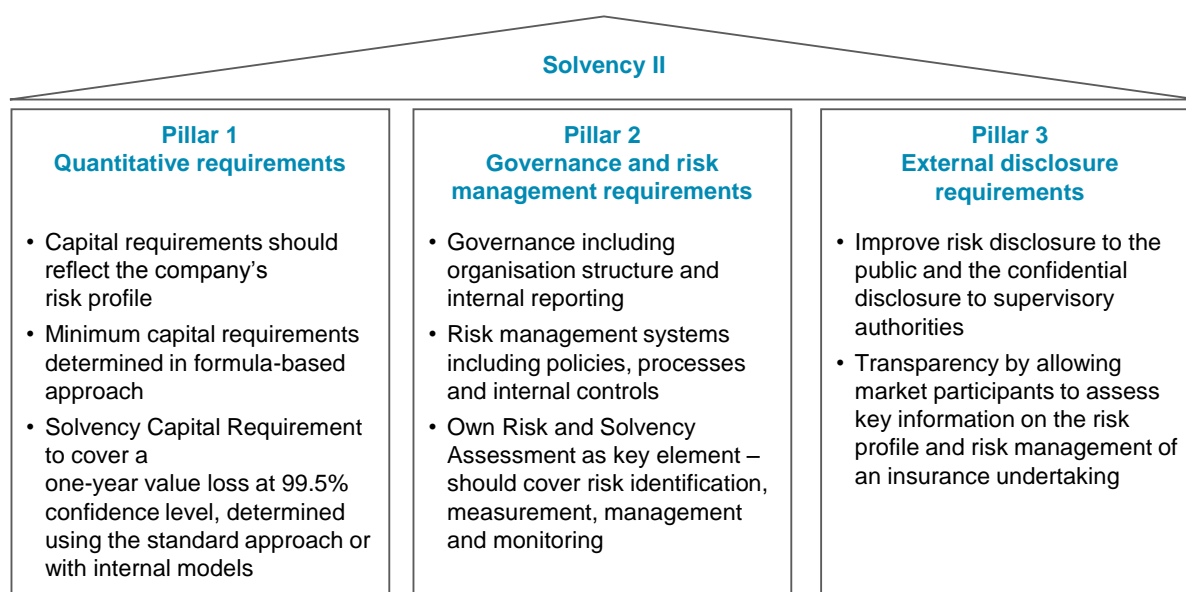 Solvency II
Pillar 1
Quantitative requirements
• Capital requirements should
reflect the company's
risk profile
• Minimum capital requirements
determined in formula-based
approach
• Solvency Capital Requirement
to cover a
one-year value loss at 99.5%
confidence level, determined
using the standard approach or
with internal models
Pillar 2
Governance and risk
management requirements
• Governance including
organisation structure and
internal reporting
• Risk management systems
including policies, processes
and internal controls
• Own Risk and Solvency
Assessment as key element –
should cover risk identification,
measurement, management
and monitoring
Pillar 3
External disclosure
requirements
• Improve risk disclosure to the
public and the confidential
disclosure to supervisory
authorities
• Transparency by allowing
market participants to assess
key information on the risk
profile and risk management of
an insurance undertaking